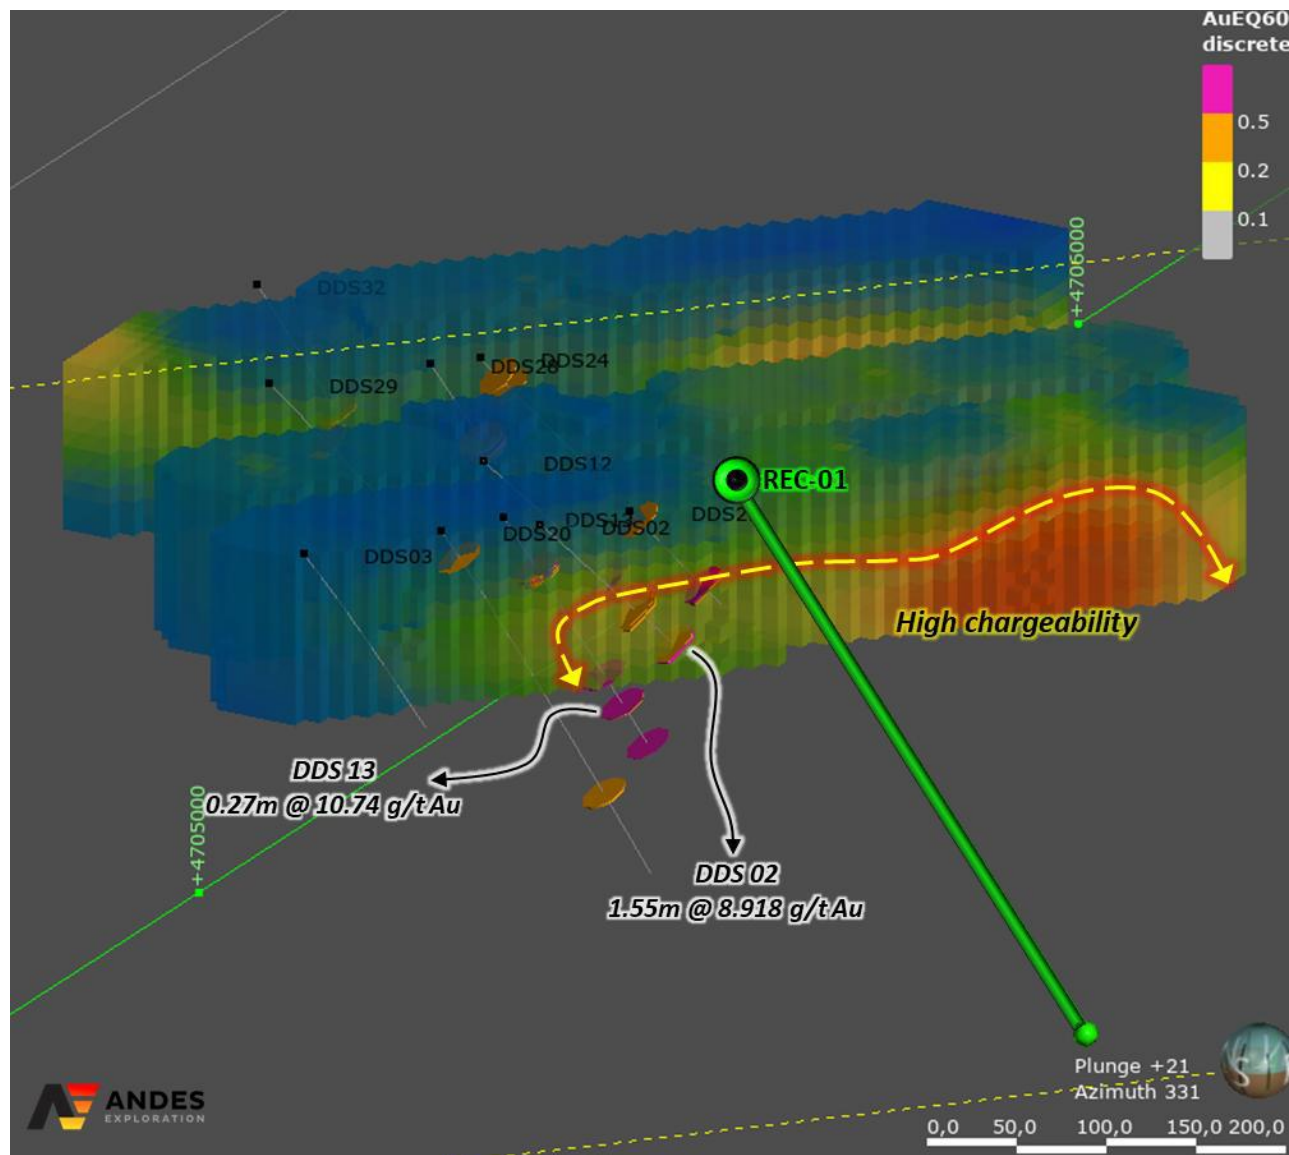 AuEQ60
discrete
0.5
0.2
0.1
+4706000
DDS32
DDS24
DDS28
DDS29
DDS12
REC-01
DDS13
DDS2
DDS02
DDS20
DDS03
High chargeability
DDS 13
0.27m @ 10.74 g/t Au
+4705000
DDS 02
1.55m @ 8.918 g/t Au
Plunge +21
Azimuth 331
ANDES
EXPLORATION
0,0 50,0 100,0 150,0 200,0